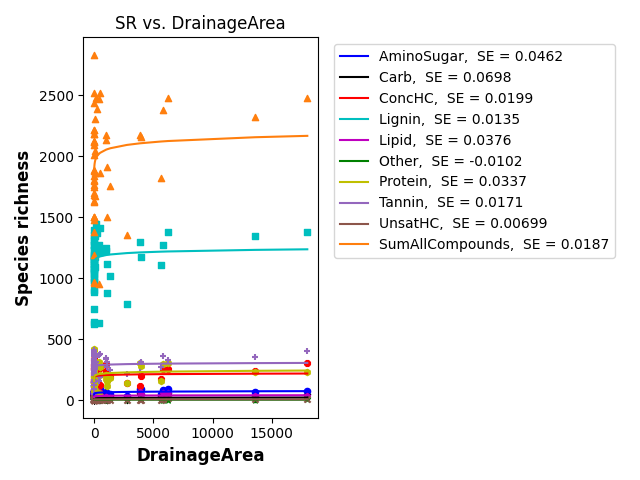 SR vs. DrainageArea
Species richness
2500
2000
1500
1000
500
0
0
5000
10000
15000
DrainageArea
AminoSugar,  SE = 0.0462
Carb,  SE = 0.0698
ConcHC,  SE = 0.0199
Lignin,  SE = 0.0135
Lipid,  SE = 0.0376
Other,  SE = -0.0102
Protein,  SE = 0.0337
Tannin,  SE = 0.0171
UnsatHC,  SE = 0.00699
SumAllCompounds,  SE = 0.0187